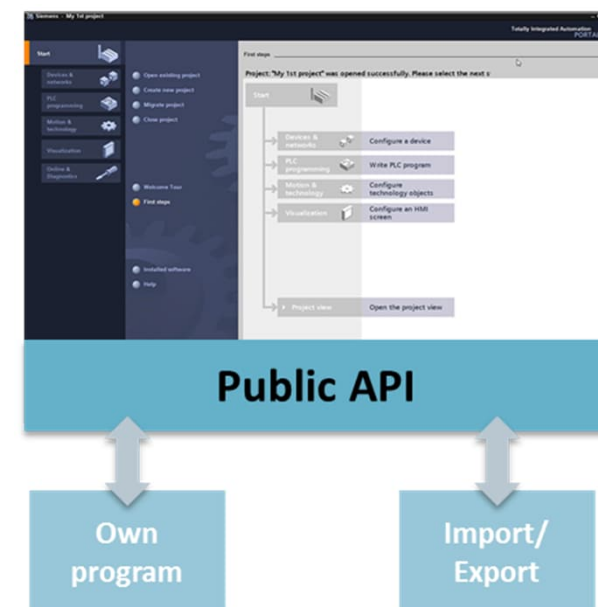 Siemens - My 1st project
Totally Integrated Automation
PORTAL
Start
Devices & networks
PLC programming
Motion & technology
Visualization
Online & Diagnostics
Open existing project
Create new project
Migrate project
Close project
Welcome Tour
First steps
Installed software
Help
First steps
Project: "My 1st project" was opened successfully. Please select the next s
Start
Devices &
networks
Configure a device
PLC
programming
Write PLC program
Motion &
technology
Configure
technology objects
Visualization
Configure an HMI
screen
Project view
Open the project view
Public API
Own
program
Import/
Export